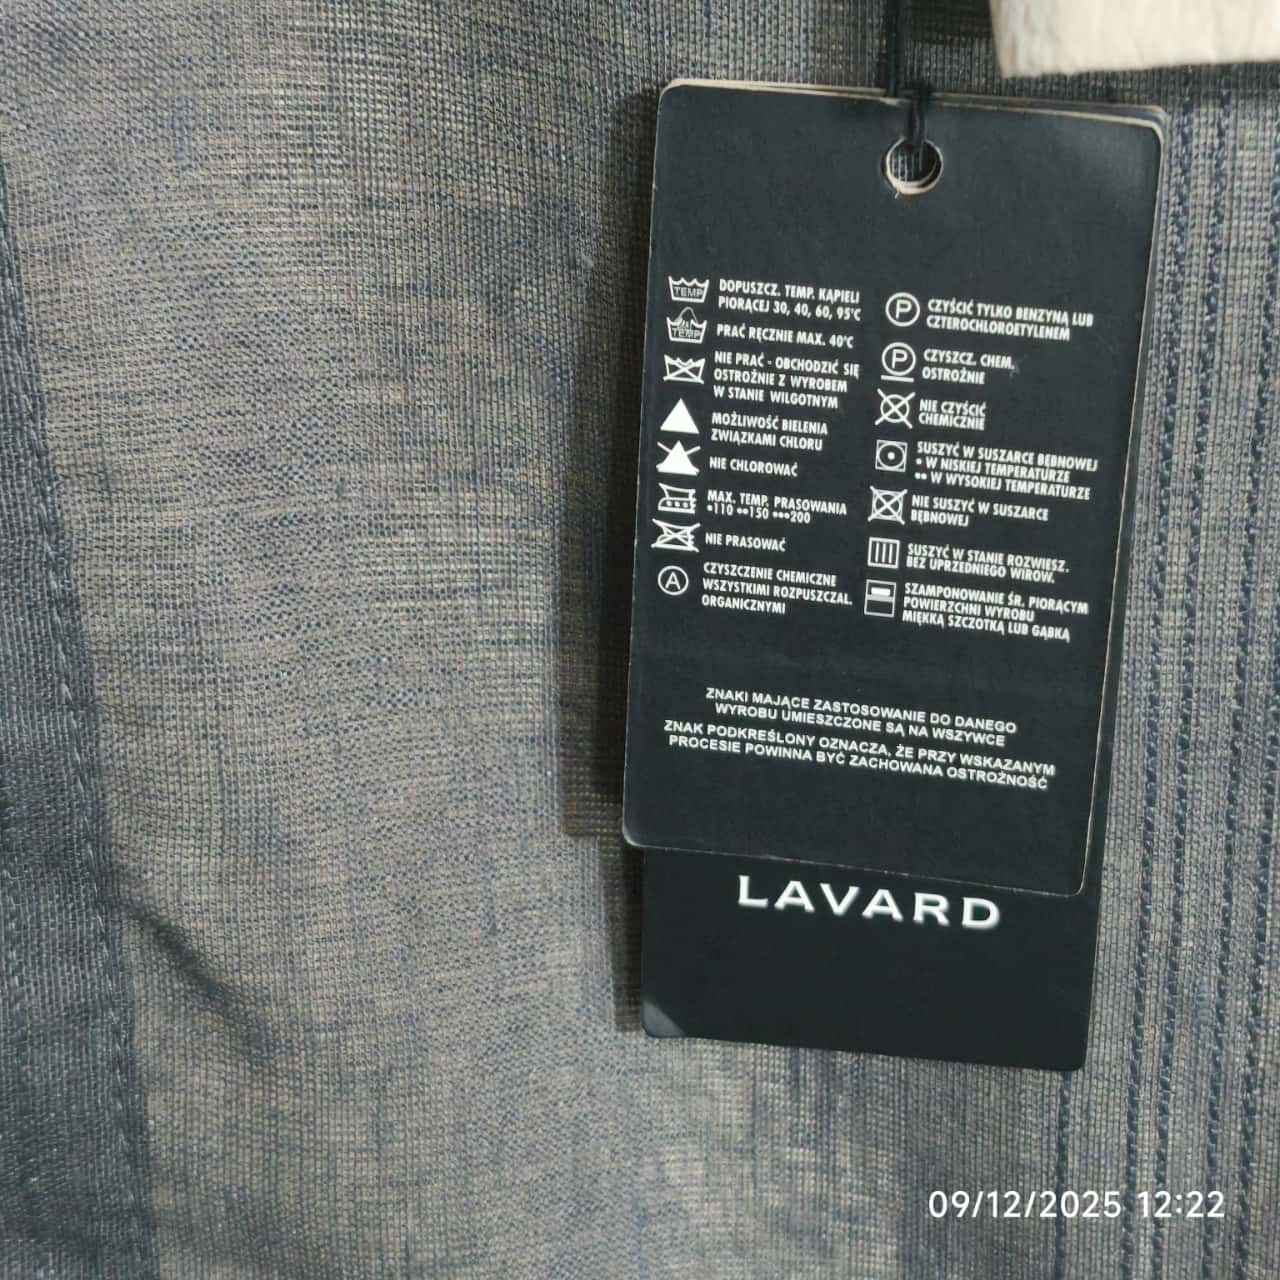 TEMP
DOPUSZCZ. TEMP. KĄPIELI
PIORĄCEJ 30, 40, 60, 95°C
TEMP
PRAĆ RĘCZNIE MAX. 40°C
NIE PRAĆ - OBCHODZIĆ SIĘ
OSTROŻNIE Z WYROBEM
W STANIE WILGOTNYM
MOŻLIWOŚĆ BIELENIA
ZWIĄZKAMI CHLORU
NIE CHLOROWAĆ
MAX. TEMP. PRASOWANIA
•110 ••150 •••200
NIE PRASOWAĆ
A
CZYSZCZENIE CHEMICZNE
WSZYSTKIMI ROZPUSZCZAL.
ORGANICZNYMI
P
CZYŚCIĆ TYLKO BENZYNĄ LUB
CZTEROCHLOROETYLENEM
P
CZYSZCZ. CHEM.
OSTROŻNIE
NIE CZYŚCIĆ
CHEMICZNIE
SUSZYĆ W SUSZARCE BĘBNOWEJ
• W NISKIEJ TEMPERATURZE
•• W WYSOKIEJ TEMPERATURZE
NIE SUSZYĆ W SUSZARCE
BĘBNOWEJ
SUSZYĆ W STANIE ROZWIESZ.
BEZ UPRZEDNIEGO WIROW.
SZAMPONOWANIE ŚR. PIORĄCYM
POWIERZCHNI WYROBU
MIĘKKĄ SZCZOTKĄ LUB GĄBKĄ
ZNAKI MAJĄCE ZASTOSOWANIE DO DANEGO
WYROBU UMIESZCZONE SĄ NA WSZYWCE
ZNAK PODKREŚLONY OZNACZA, ŻE PRZY WSKAZANYM
PROCESIE POWINNA BYĆ ZACHOWANA OSTROŻNOŚĆ
LAVARD
09/12/2025 12:22